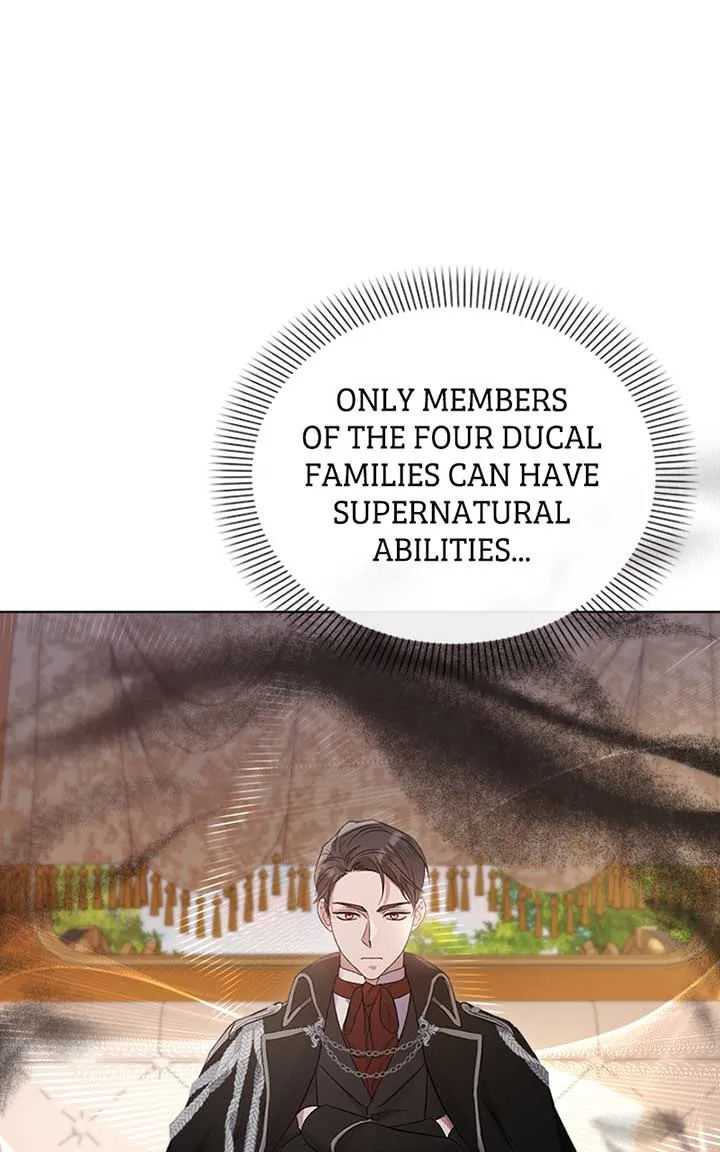 ONLY MEMBERS
OF THE FOUR DUCAL
FAMILIES CAN HAVE
SUPERNATURAL
ABILITIES...